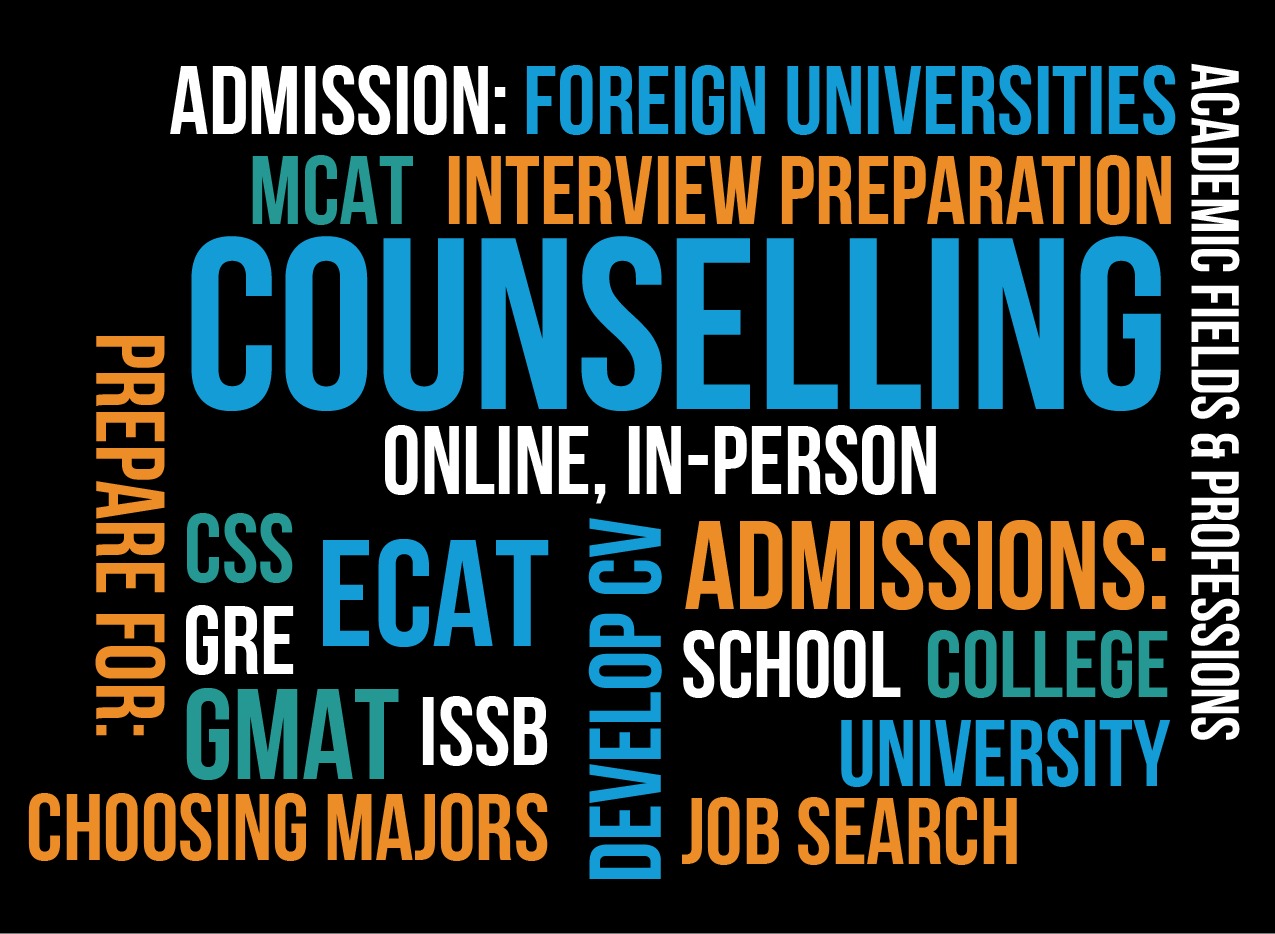 ADMISSION: FOREIGN UNIVERSITIES
MCAT INTERVIEW PREPARATION
COUNSELLING
ONLINE, IN-PERSON
ACADEMIC FIELDS & PROFESSIONS
PREPARE FOR:
CSS
ECAT
GRE
GMAT
ISSB
CHOOSING MAJORS
DEVELOP CV
ADMISSIONS:
SCHOOL COLLEGE
UNIVERSITY
JOB SEARCH